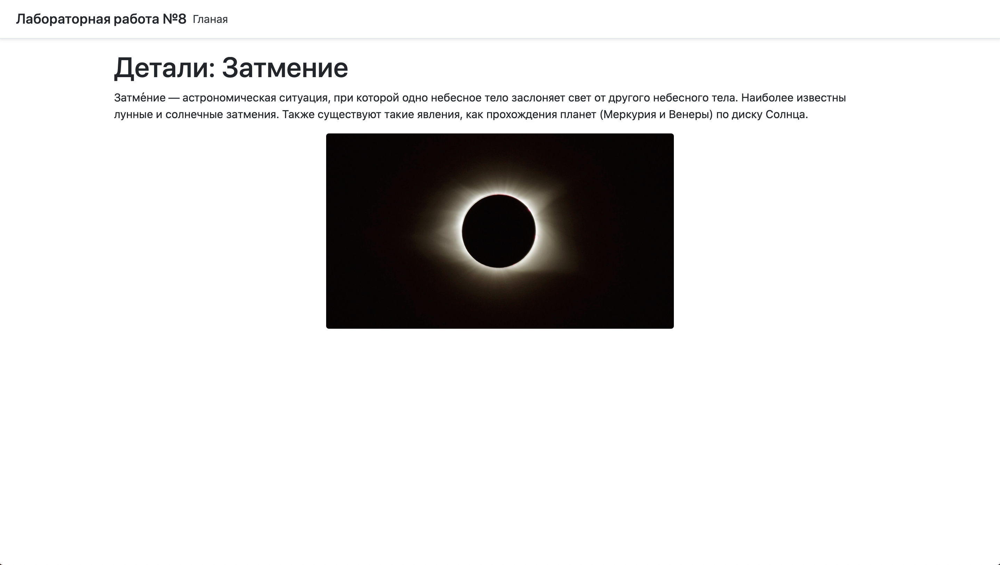 Лабораторная работа №8 Гланая
Детали: Затмение
Затме́ние — астрономическая ситуация, при которой одно небесное тело заслоняет свет от другого небесного тела. Наиболее известны
лунные и солнечные затмения. Также существуют такие явления, как прохождения планет (Меркурия и Венеры) по диску Солнца.